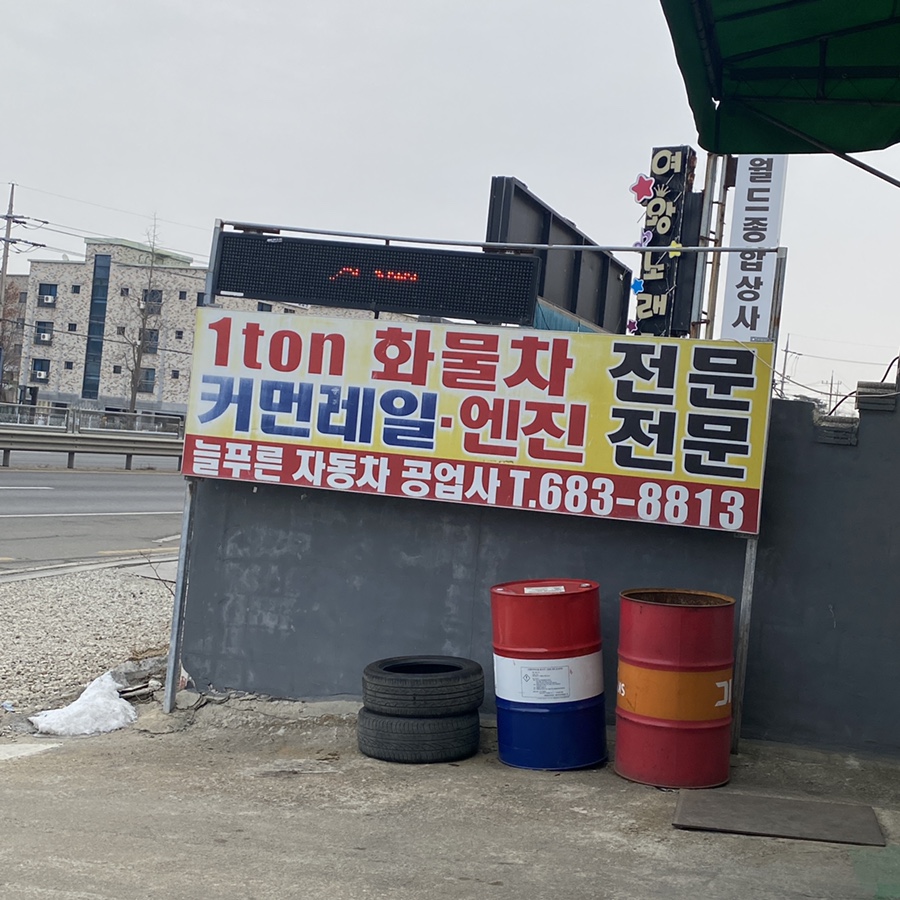 여왕노래
월드종합상사
1ton 화물차 전문
커먼레일·엔진 전문
늘푸른 자동차 공업사 T.683-8813